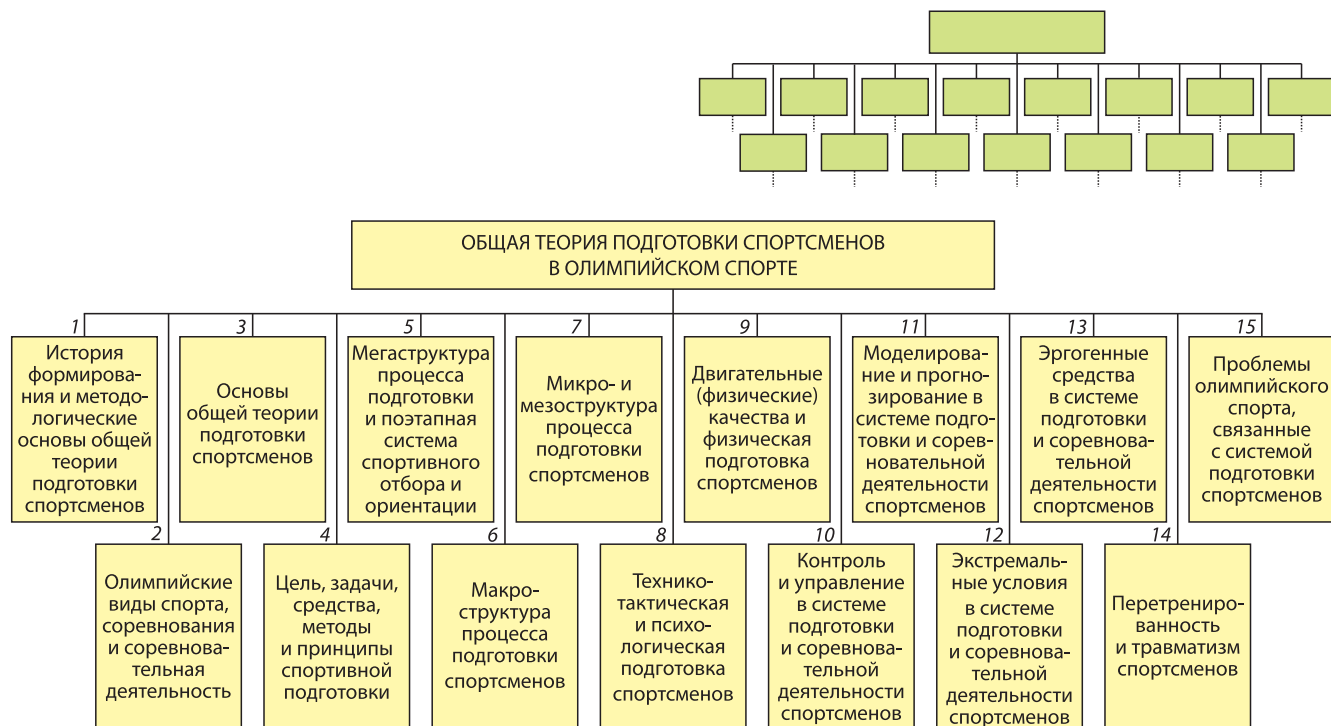 ОБЩАЯ ТЕОРИЯ ПОДГОТОВКИ СПОРТСМЕНОВ
В ОЛИМПИЙСКОМ СПОРТЕ
1
История
формирова-
ния и методо-
логические
основы общей
теории
подготовки
спортсменов
2
Олимпийские
виды спорта,
соревнования
и соревнова-
тельная
деятельность
3
Основы
общей теории
подготовки
спортсменов
4
Цель, задачи,
средства,
методы
и принципы
спортивной
подготовки
5
Мегаструктура
процесса
подготовки
и поэтапная
система
спортивного
отбора и
ориентации
6
Макро-
структура
процесса
подготовки
спортсменов
7
Микро- и
мезоструктура
процесса
подготовки
спортсменов
8
Технико-
тактическая
и психо-
логическая
подготовка
спортсменов
9
Двигательные
(физические)
качества и
физическая
подготовка
спортсменов
10
Контроль
и управление
в системе
подготовки
и соревнова-
тельной
деятельности
спортсменов
11
Моделирова-
ние и прогно-
зирование в
системе подго-
товки и сорев-
новательной
деятельности
спортсменов
12
Экстремаль-
ные условия
в системе
подготовки
и соревнова-
тельной
деятельности
спортсменов
13
Эргогенные
средства
в системе
подготовки
и соревнова-
тельной
деятельности
спортсменов
14
Перетрениро-
ванность
и травматизм
спортсменов
15
Проблемы
олимпийского
спорта,
связанные
с системой
подготовки
спортсменов